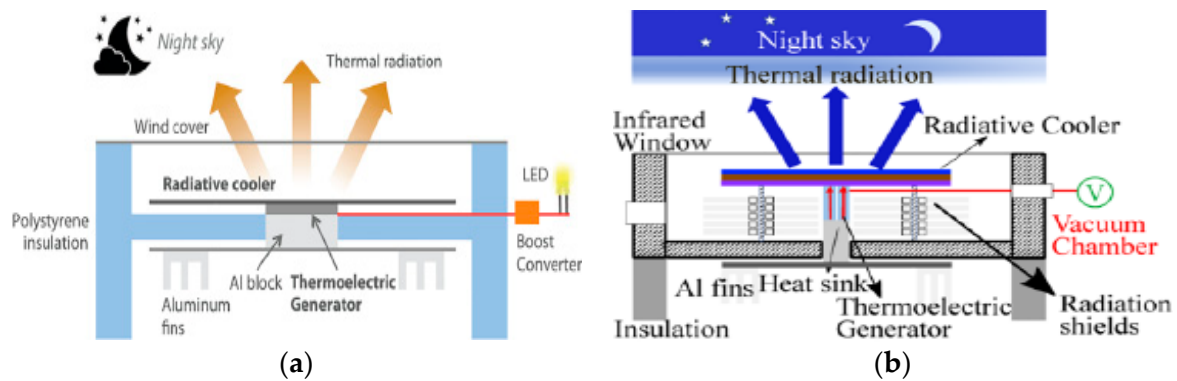 Night sky
Thermal radiation
Wind cover
Radiative cooler
LED
Polystyrene
insulation
Boost
Converter
Al block
Thermoelectric
Generator
Aluminum
fins
(a)
Night sky
Thermal radiation
Infrared
Window
Radiative Cooler
V
Vacuum
Chamber
Al fins
Heat sink
Thermoelectric
Generator
Radiation
shields
Insulation
(b)